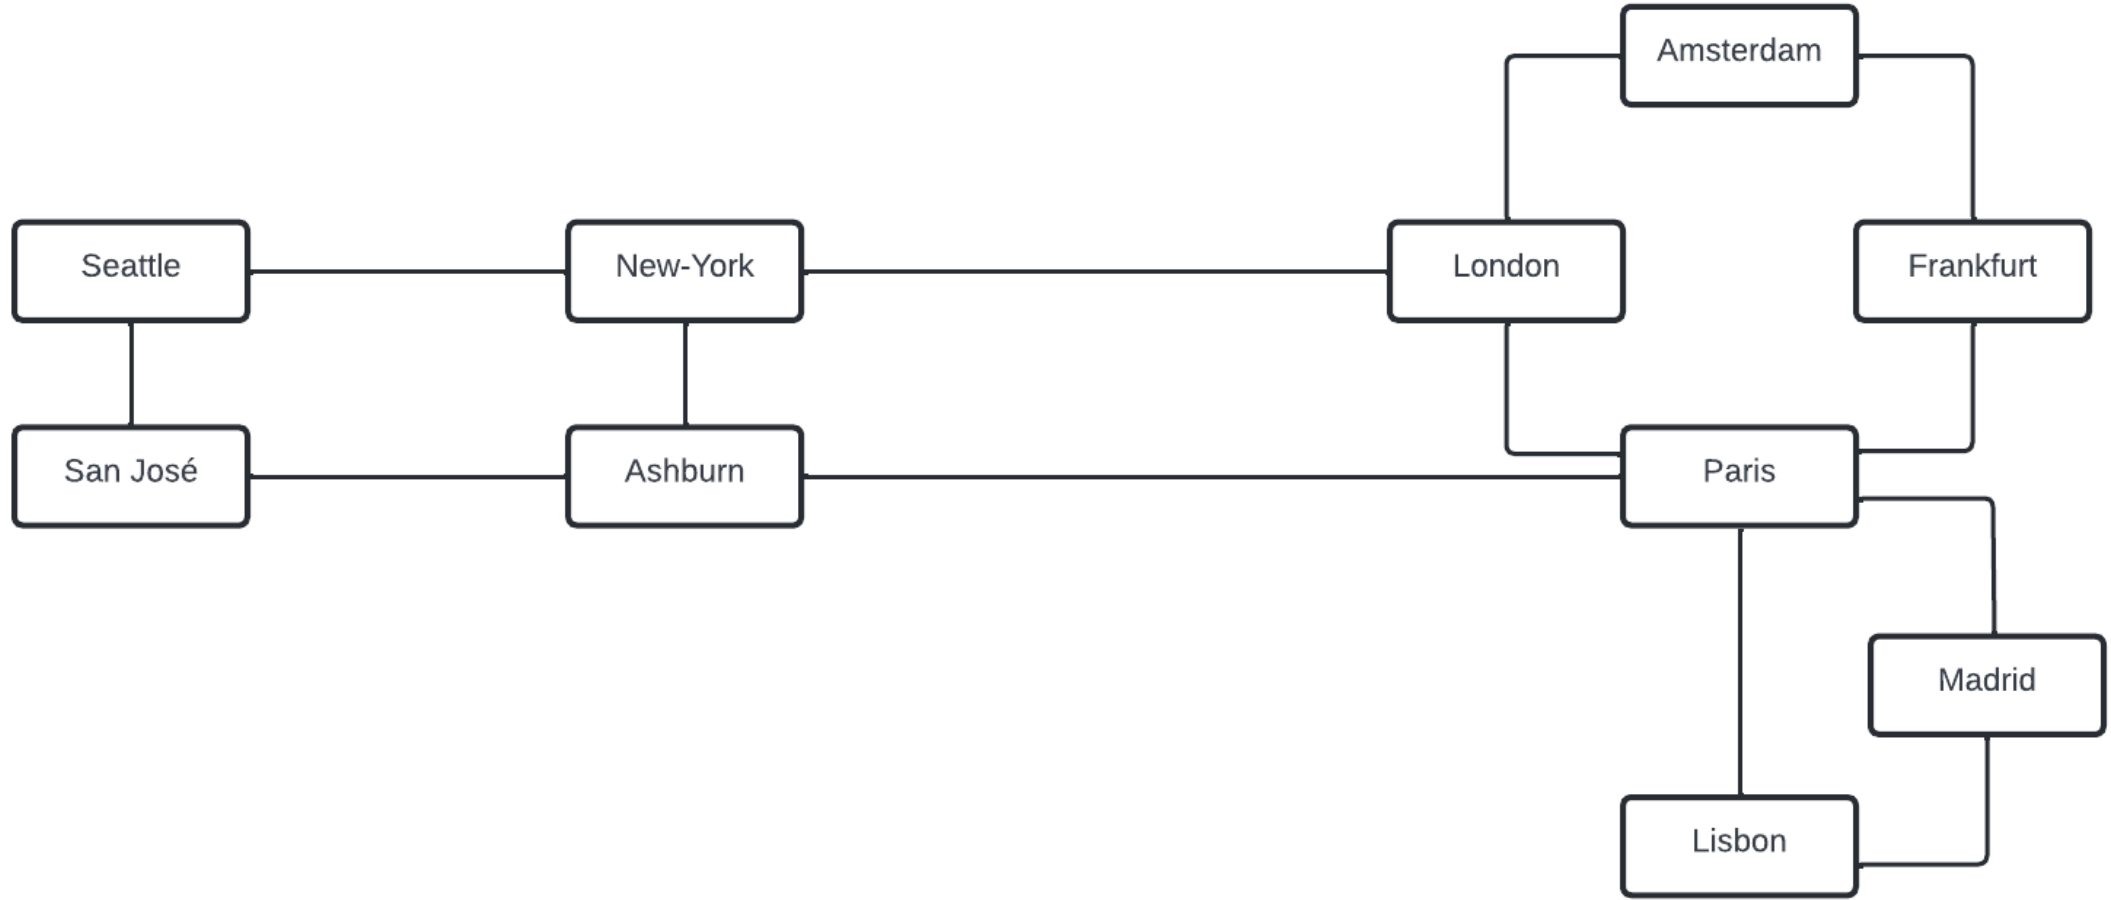 Amsterdam
Seattle
New-York
London
Frankfurt
San José
Ashburn
Paris
Madrid
Lisbon